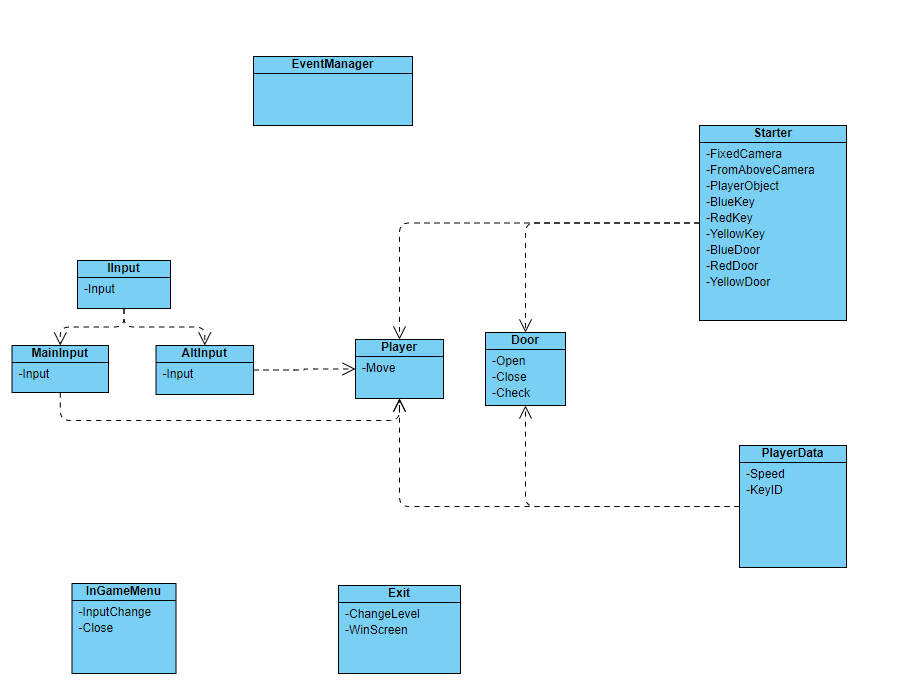 EventManager
Starter
-FixedCamera
-FromAboveCamera
-PlayerObject
-BlueKey
-RedKey
-YellowKey
-BlueDoor
-RedDoor
-YellowDoor
IInput
-Input
MainInput
-Input
AltInput
-Input
Player
-Move
Door
-Open
-Close
-Check
PlayerData
-Speed
-KeyID
InGameMenu
-InputChange
-Close
Exit
-ChangeLevel
-WinScreen